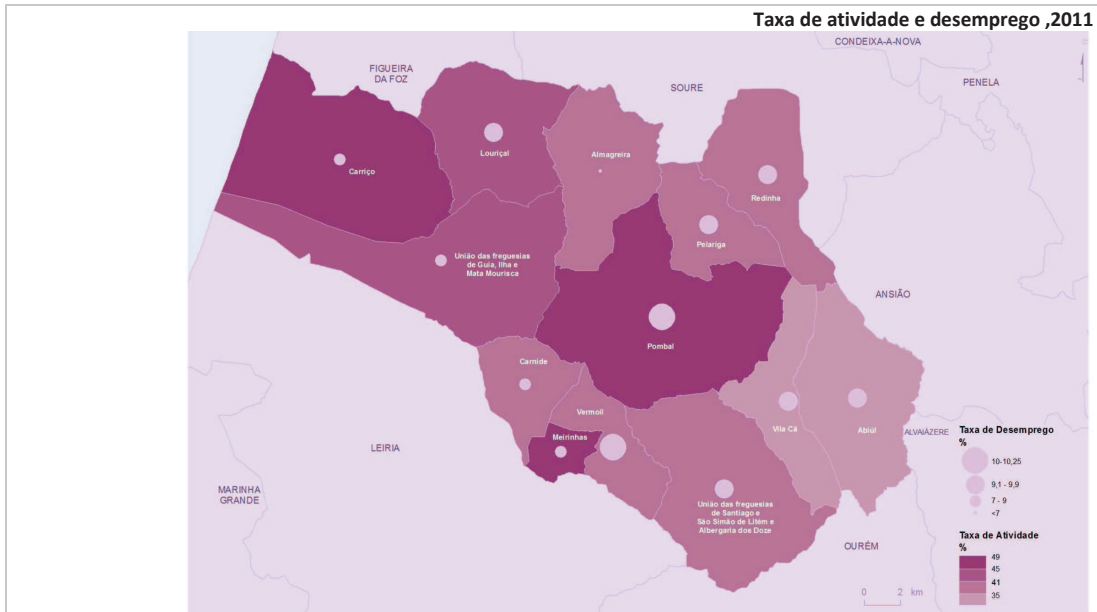 Taxa de atividade e desemprego ,2011
CONDEIXA-A-NOVA
FIGUEIRA
DA FOZ
SOURE
PENELA
Louriçal
Almagreira
Carriço
Redinha
Pelariga
União das freguesias
de Guia, Ilha e
Mata Mourisca
ANSIÃO
Pombal
Carnide
Vermoil
Vila Cã
Abiúl
ALVAIÁZERE
Meirinhas
LEIRIA
MARINHA
GRANDE
União das freguesias
de Santiago e
São Simão de Litém e
Albergaria dos Doze
OURÉM
0 2 km
Taxa de Desemprego
%
10-10,25
9,1 - 9,9
7 - 9
<7
Taxa de Atividade
%
49
45
41
35